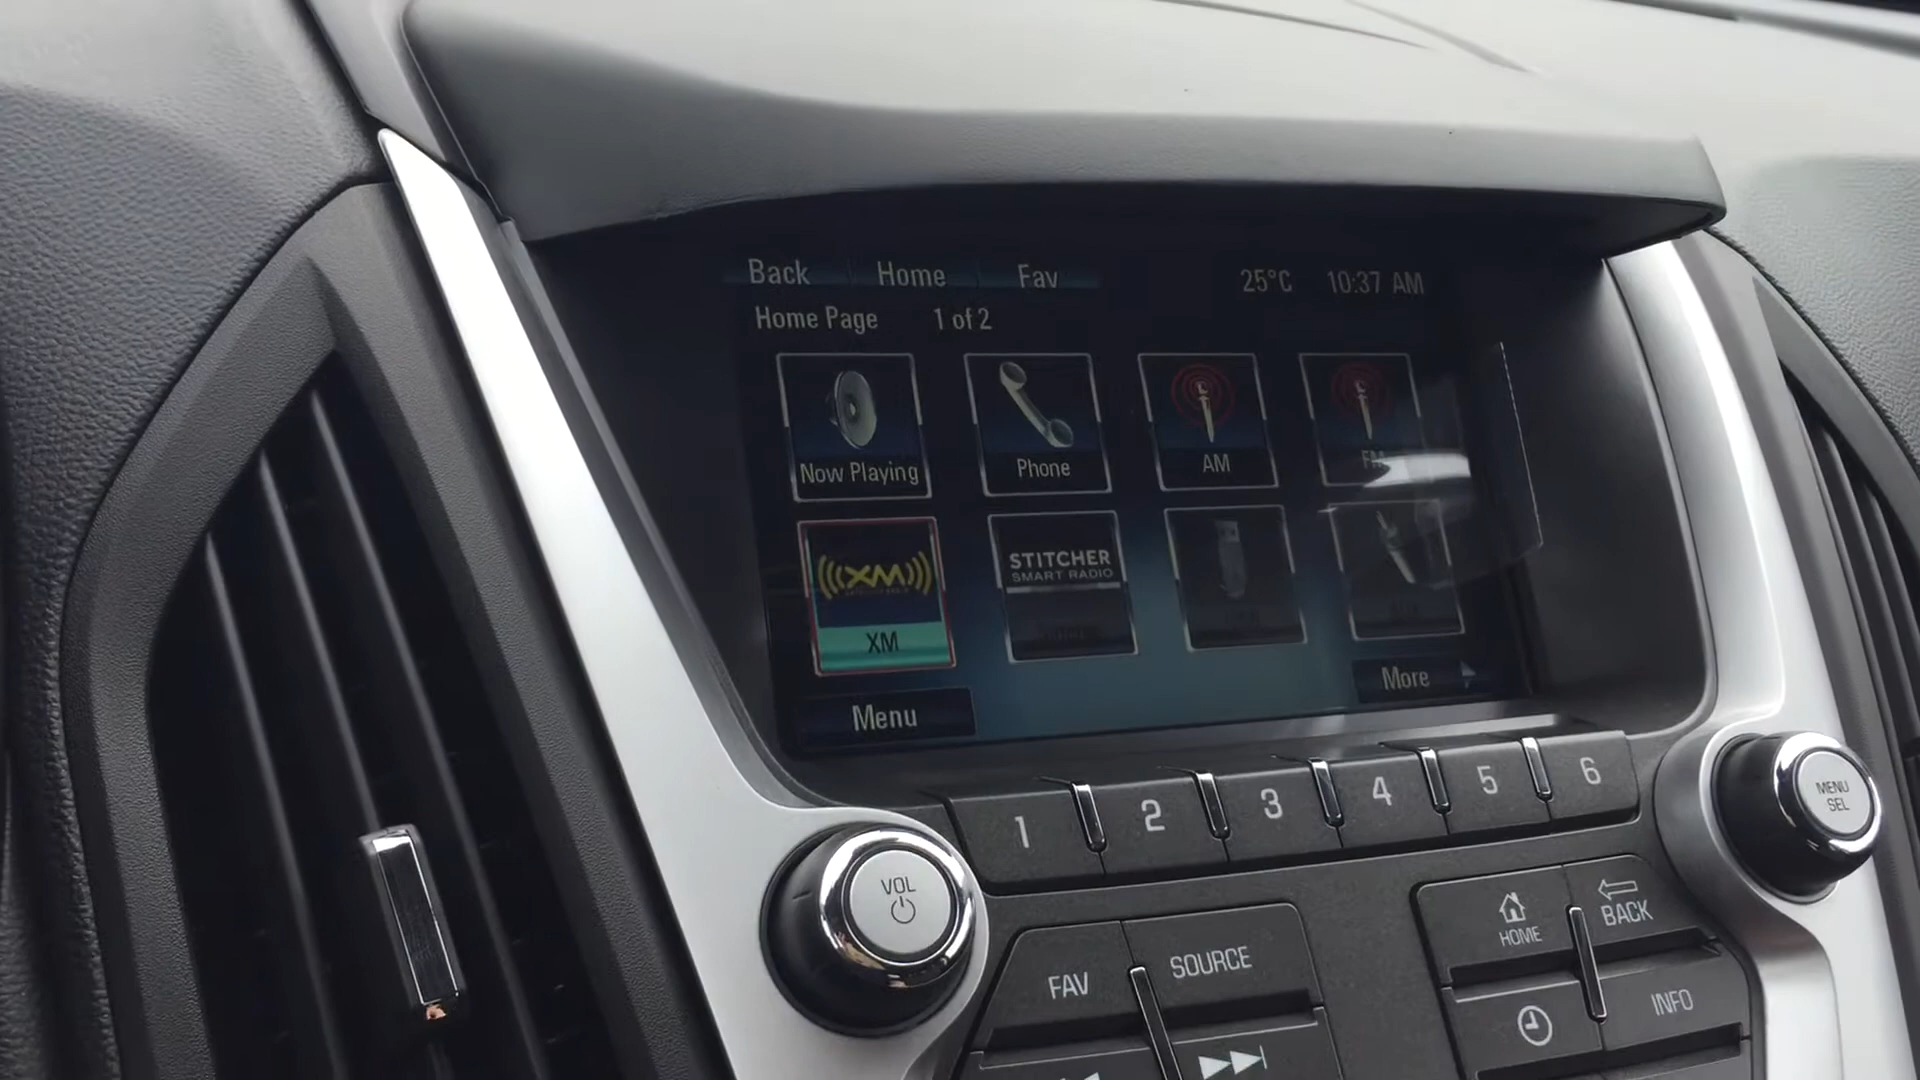 Back Home Fav 25°C 10:37 AM
Home Page 1 of 2
Now Playing Phone AM FM
XM
STITCHER
SMART RADIO
XM
Menu
More
1 2 3 4 5 6
MENU
SEL
VOL
FAV SOURCE
HOME BACK
INFO